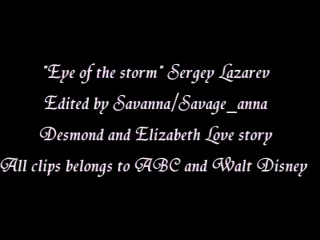 "Eye of the storm" Sergey Lazarev
Edited by Savanna/Savage_anna
Desmond and Elizabeth Love story
All clips belongs to ABC and Walt Disney